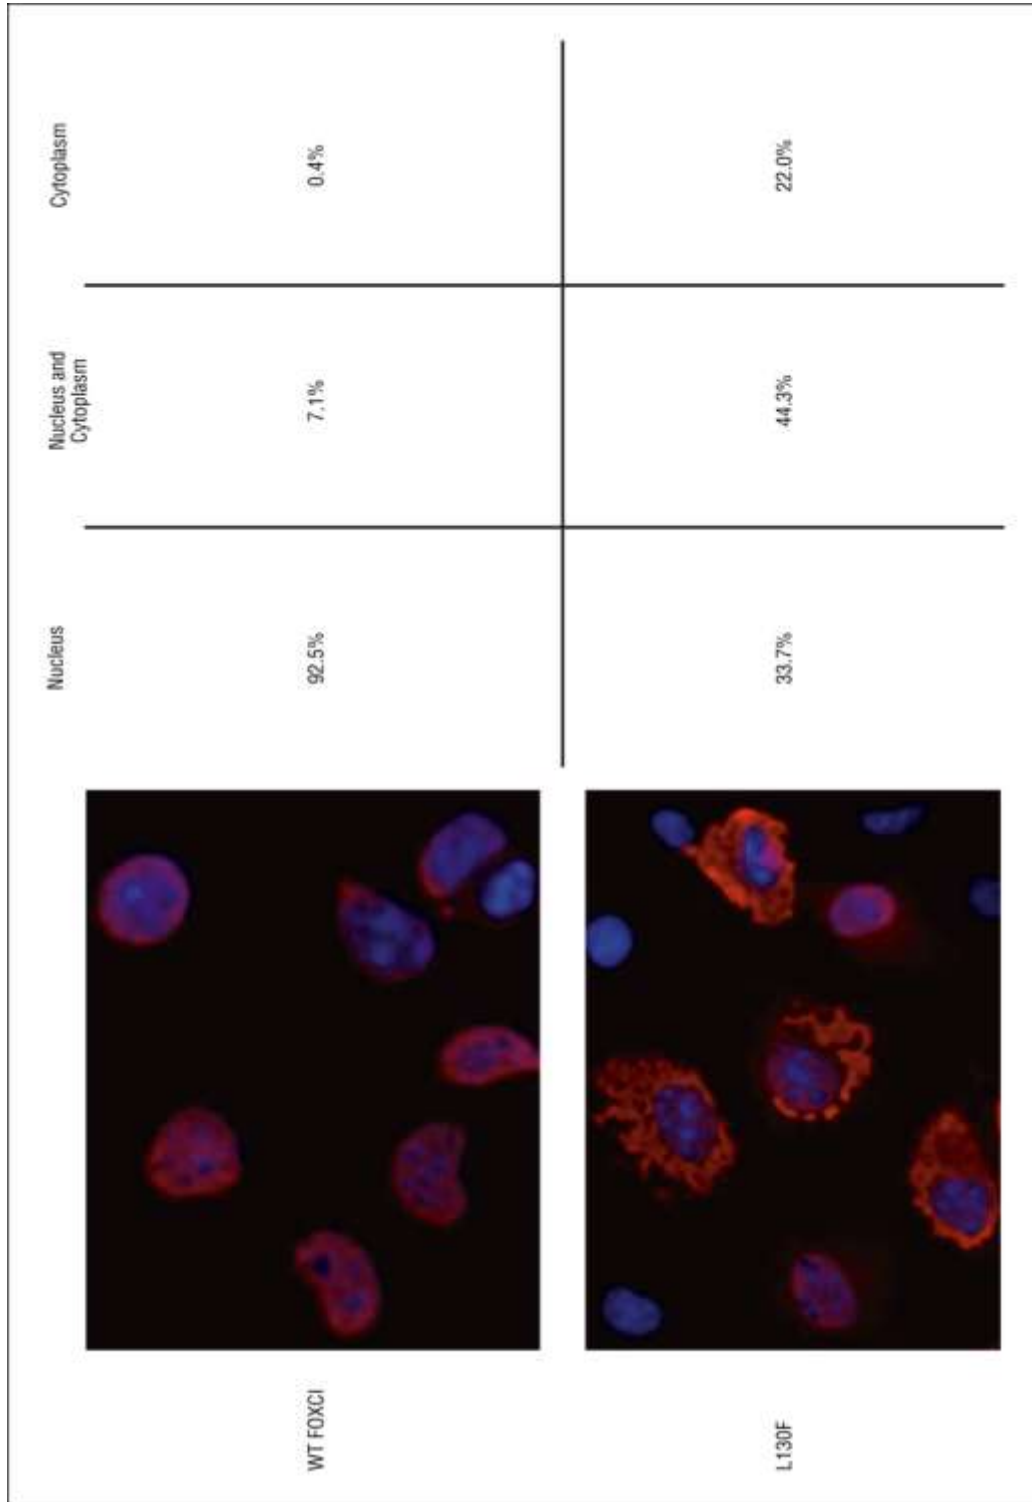 Nucleus
Nucleus and
Cytoplasm
Cytoplasm
WT FOXCI
92.5%
7.1%
0.4%
L130F
33.7%
44.3%
22.0%